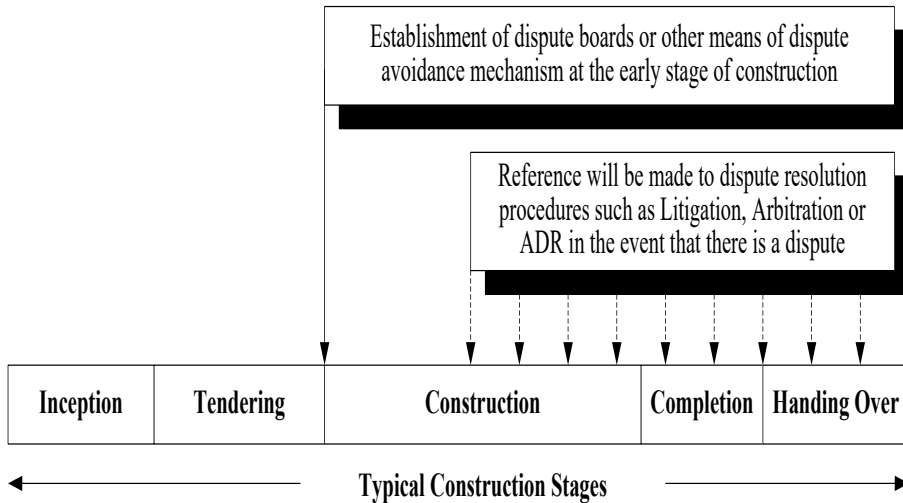 Establishment of dispute boards or other means of dispute
avoidance mechanism at the early stage of construction
Reference will be made to dispute resolution
procedures such as Litigation, Arbitration or
ADR in the event that there is a dispute
Inception Tendering Construction Completion Handing Over
Typical Construction Stages